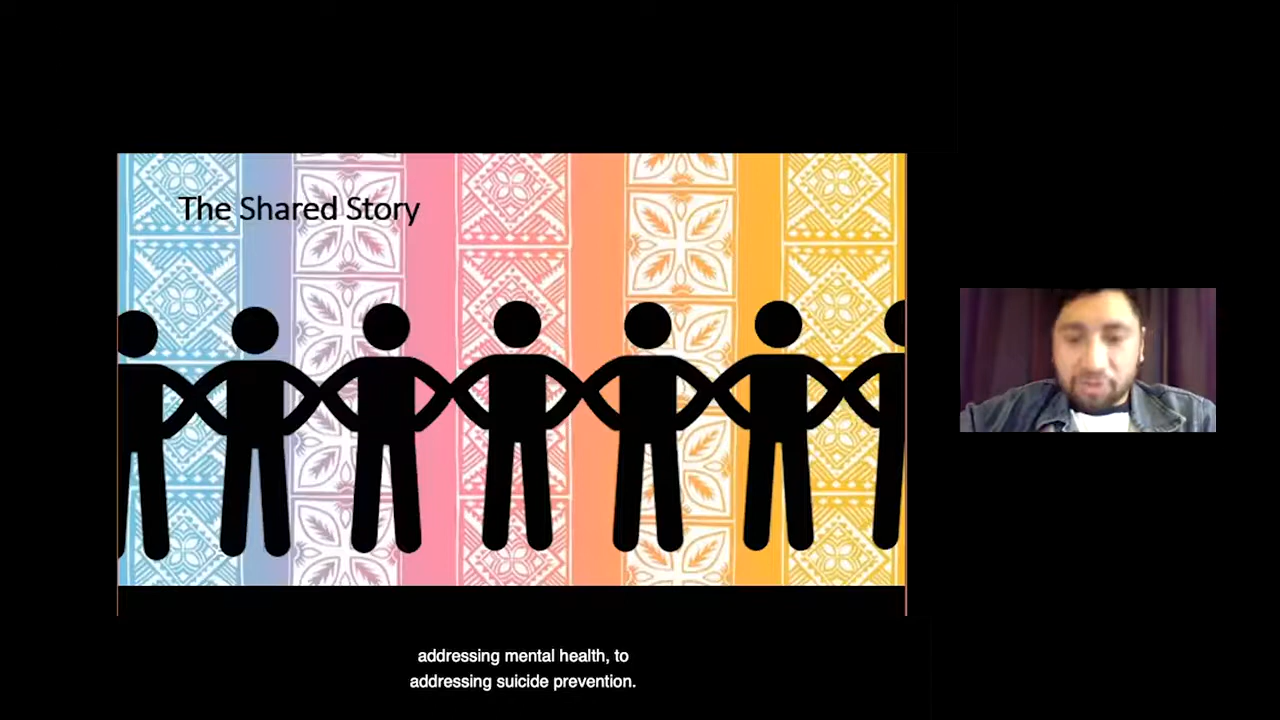 The Shared Story
addressing mental health, to
addressing suicide prevention.